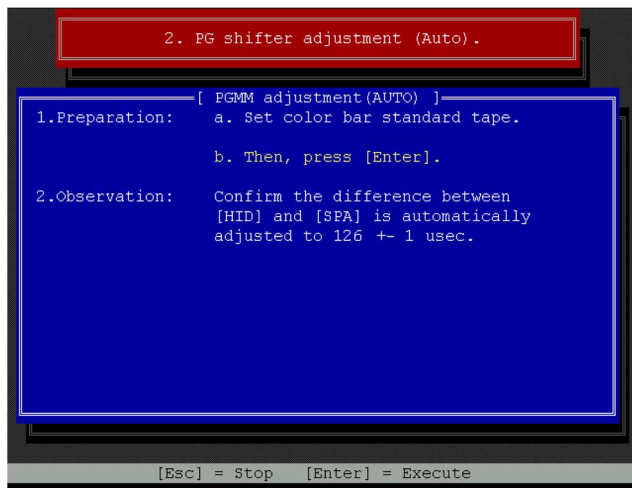 2. PG shifter adjustment (Auto).
[ PGMM adjustment(AUTO) ]
1.Preparation: a. Set color bar standard tape.
b. Then, press [Enter].
2.Observation: Confirm the difference between
[HID] and [SPA] is automatically
adjusted to 126 +- 1 usec.
[Esc] = Stop [Enter] = Execute